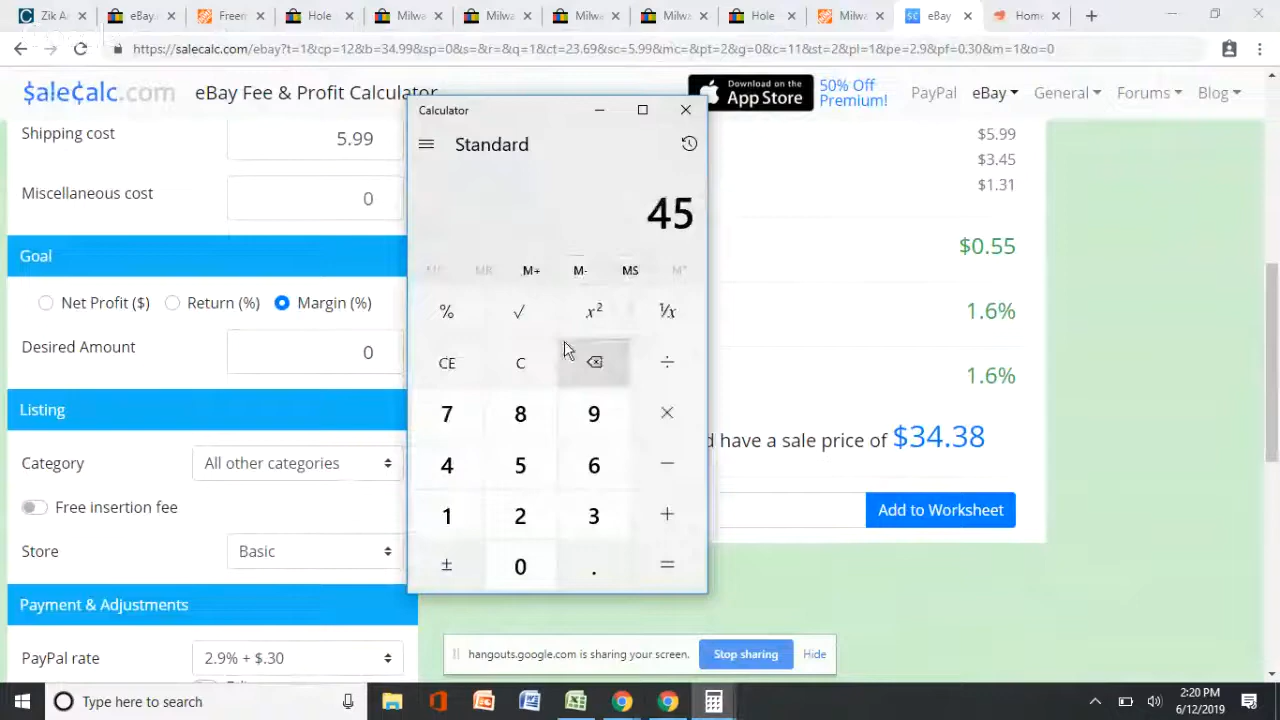 Zik A
eBay
Freem
Hole
Milwa
Milwa
Milwa
Milwa
Hole
Milwa
eBay
Home
https://salecalc.com/ebay?t=1&cp=12&b=34.99&sp=0&s=&r=&q=1&ct=23.69&sc=5.99&mc=&pt=2&g=0&c=11&st=2&pl=1&pe=2.9&pf=0.30&m=1&o=0
$aleCalc.com eBay Fee & Profit Calculator
Download on the App Store
50% Off Premium!
PayPal eBay General Forums Blog
Shipping cost 5.99
Miscellaneous cost 0
Goal
Net Profit ($) Return (%) Margin (%)
Desired Amount 0
Listing
Category All other categories
Free insertion fee
Store Basic
Payment & Adjustments
PayPal rate 2.9% + $.30
Calculator
Standard
45
MR M+ M- MS
% √ x² ¹/x
CE C ÷
7 8 9 ×
4 5 6 −
1 2 3 +
± 0 . =
$5.99
$3.45
$1.31
$0.55
1.6%
1.6%
have a sale price of $34.38
Add to Worksheet
hangouts.google.com is sharing your screen. Stop sharing Hide
Type here to search
2:20 PM
6/12/2019